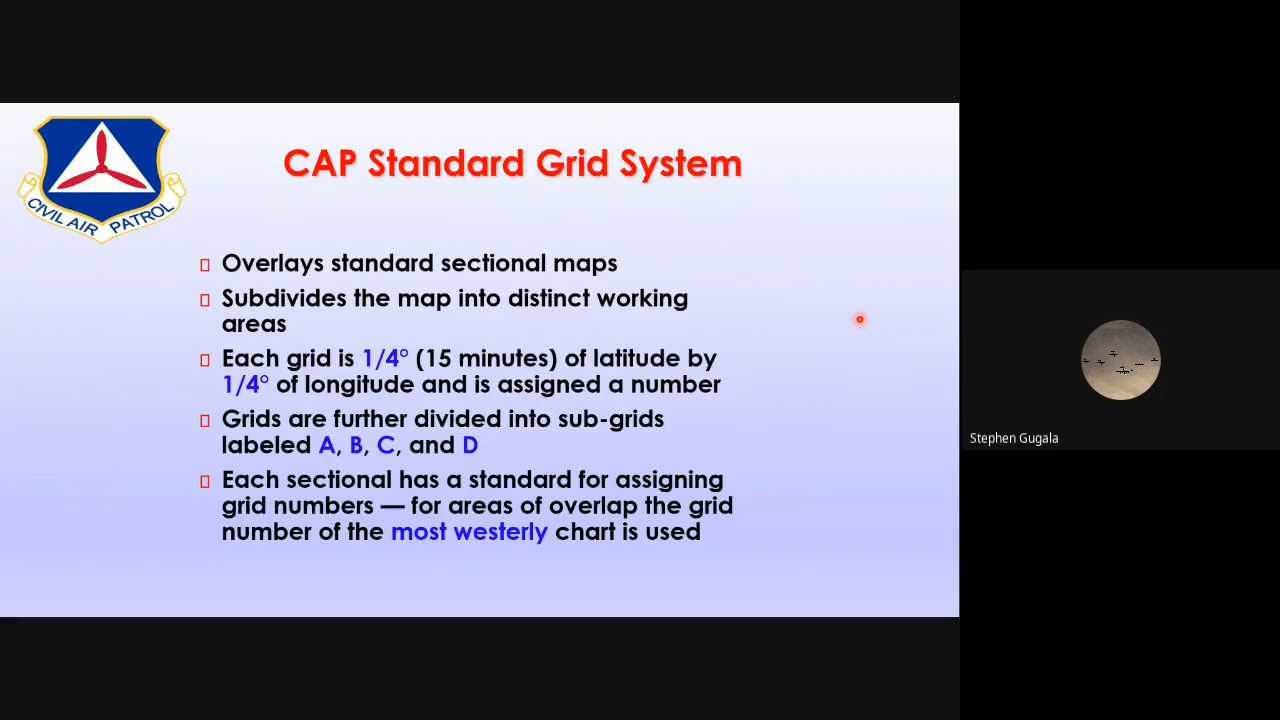 CAP Standard Grid System
CIVIL AIR PATROL
Overlays standard sectional maps
Subdivides the map into distinct working
areas
Each grid is 1/4° (15 minutes) of latitude by
1/4° of longitude and is assigned a number
Grids are further divided into sub-grids
labeled A, B, C, and D
Each sectional has a standard for assigning
grid numbers — for areas of overlap the grid
number of the most westerly chart is used
Stephen Gugala